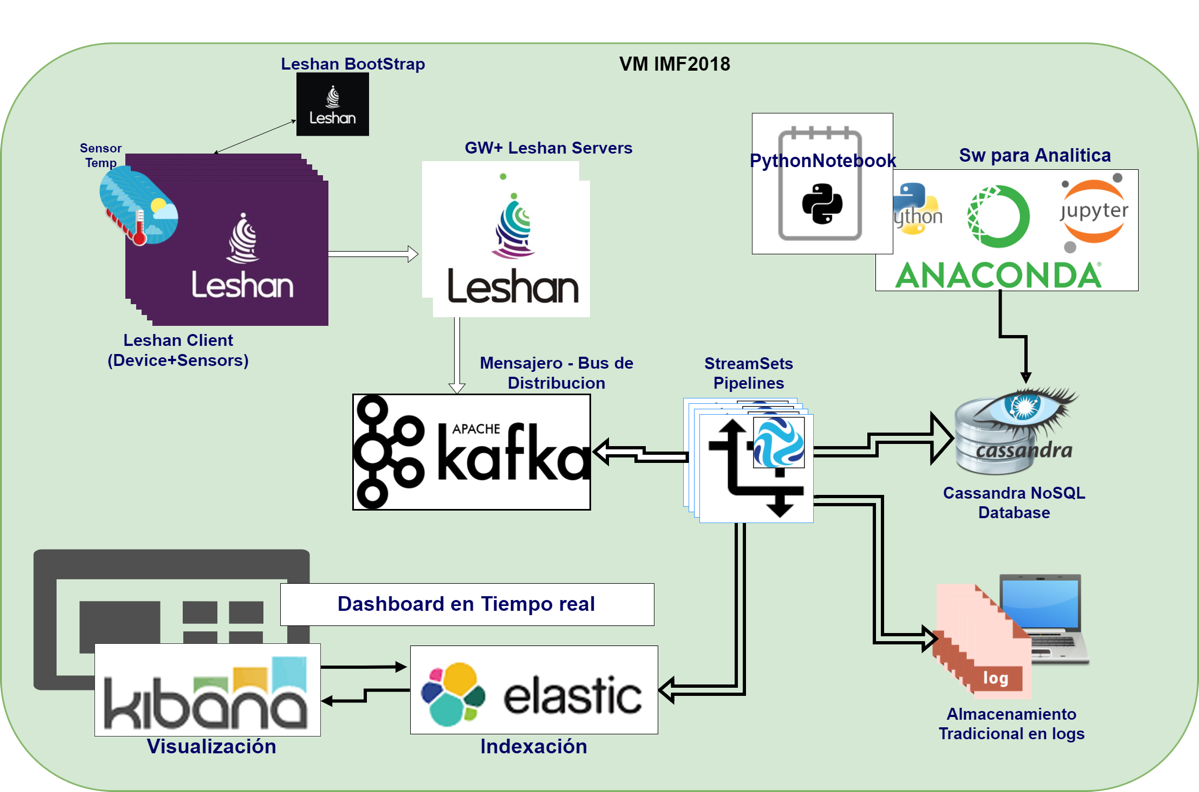 VM IMF2018
Leshan BootStrap
Leshan
Sensor
Temp
Leshan
Leshan Client
(Device+Sensors)
GW+ Leshan Servers
Leshan
PythonNotebook
Sw para Analitica
ython
jupyter
ANACONDA
Mensajero - Bus de
Distribucion
APACHE
kafka
StreamSets
Pipelines
cassandra
Cassandra NoSQL
Database
Dashboard en Tiempo real
kibana
Visualización
elastic
Indexación
log
Almacenamiento
Tradicional en logs